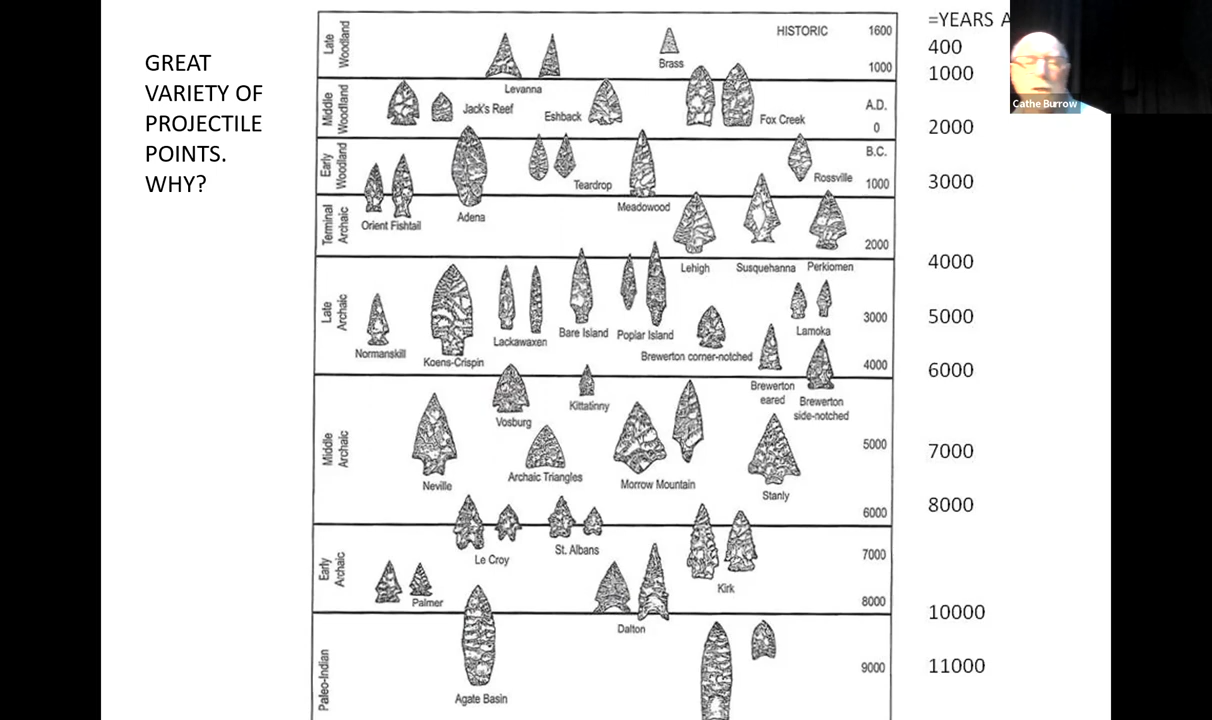 GREAT
VARIETY OF
PROJECTILE
POINTS.
WHY?
=YEARS A
400
1000
2000
3000
4000
5000
6000
7000
8000
10000
11000
Cathe Burrow
Late
Woodland
HISTORIC
1600
1000
Levanna
Brass
Middle
Woodland
Jack's Reef
Eshback
Fox Creek
A.D.
0
Early
Woodland
B.C.
1000
Orient Fishtail
Adena
Teardrop
Meadowood
Rossville
Terminal
Archaic
2000
Lehigh
Susquehanna
Perkiomen
Late
Archaic
3000
4000
Normanskill
Koens-Crispin
Lackawaxen
Bare Island
Poplar Island
Brewerton corner-notched
Lamoka
Brewerton
eared
Brewerton
side-notched
Middle
Archaic
5000
6000
Vosburg
Kittatinny
Neville
Archaic Triangles
Morrow Mountain
Stanly
Early
Archaic
7000
8000
Le Croy
St. Albans
Kirk
Palmer
Dalton
Paleo-Indian
9000
Agate Basin